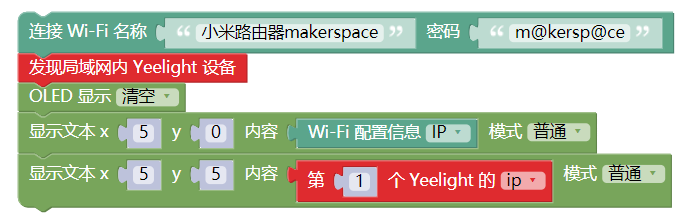 连接 Wi-Fi 名称 “ 小米路由器makerspace ” 密码 “ m@kersp@ce ”
发现局域网内 Yeelight 设备
OLED 显示 清空
显示文本 x 5 y 0 内容 Wi-Fi 配置信息 IP 模式 普通
显示文本 x 5 y 5 内容 第 1 个 Yeelight 的 ip 模式 普通